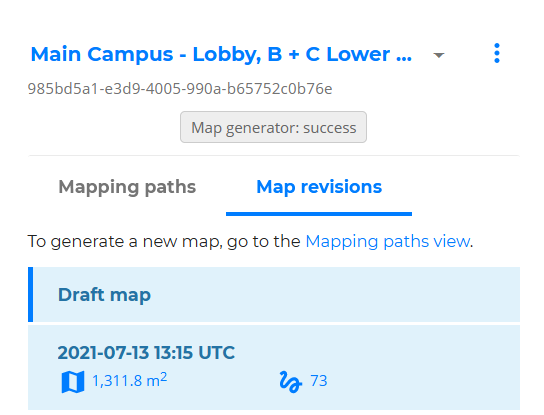 Main Campus - Lobby, B + C Lower ...
985bd5a1-e3d9-4005-990a-b65752c0b76e
Map generator: success
Mapping paths Map revisions
To generate a new map, go to the Mapping paths view.
Draft map
2021-07-13 13:15 UTC
1,311.8 m² 73